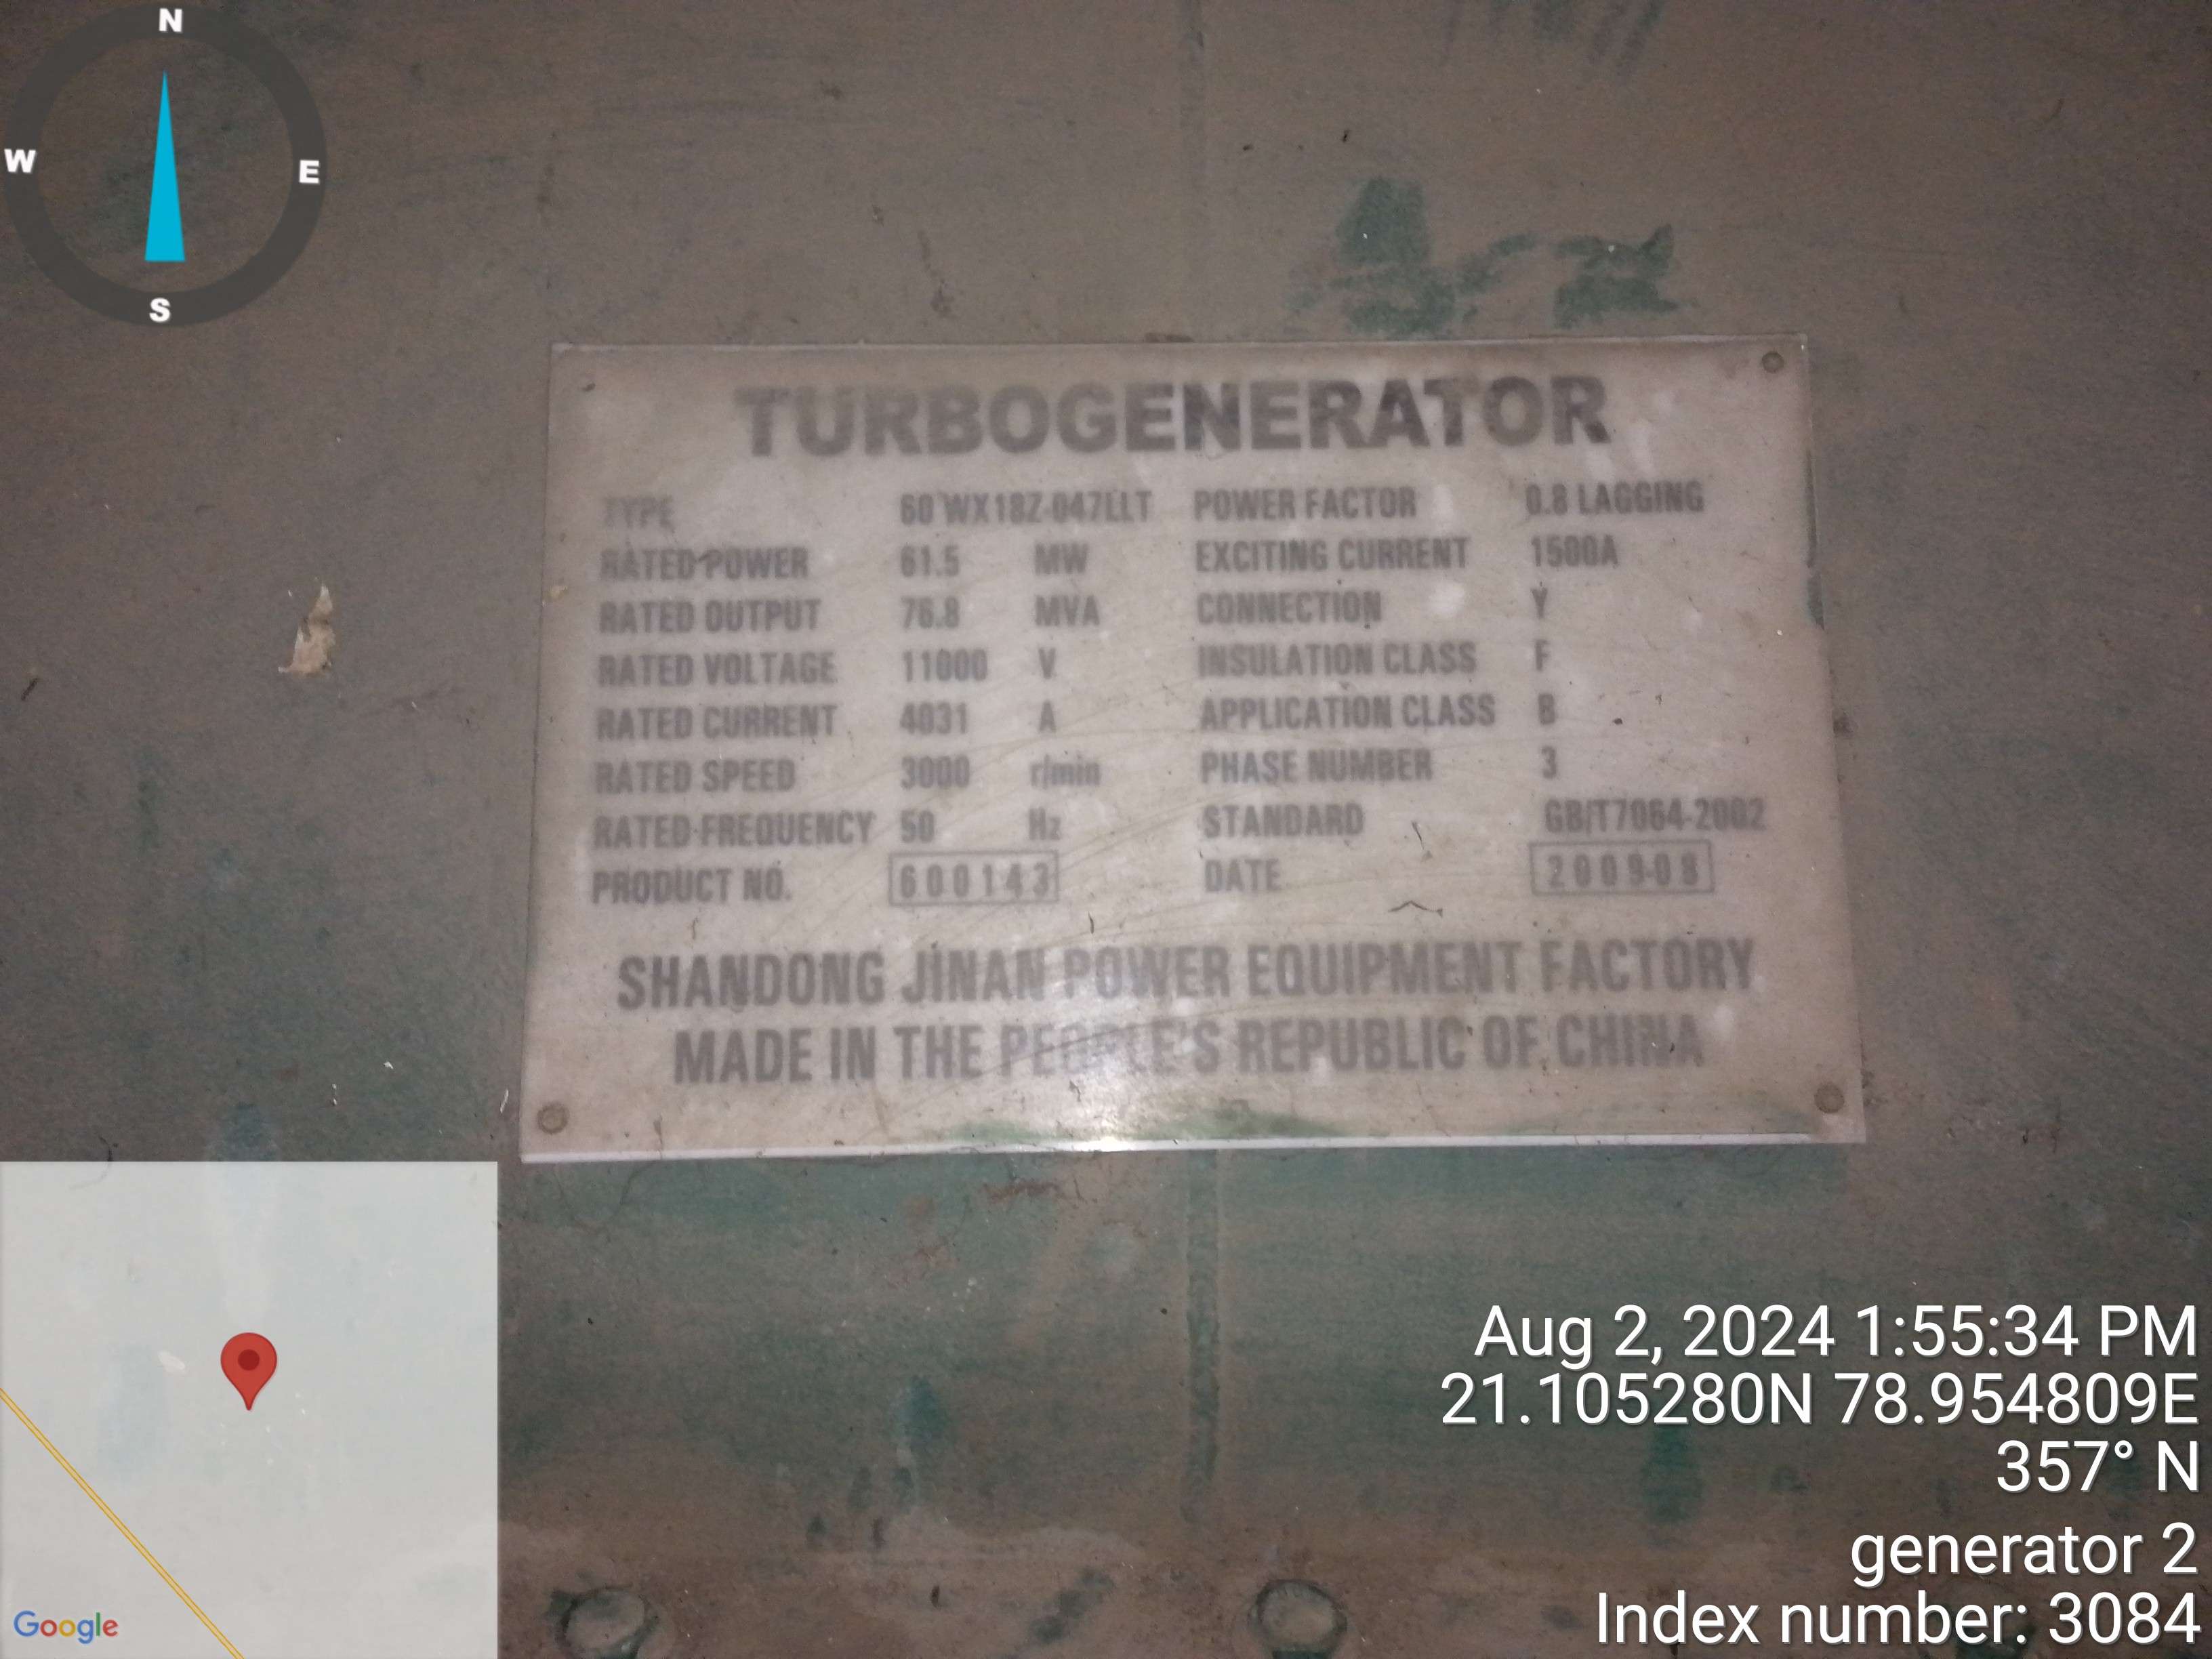 N
W
E
S
TURBOGENERATOR
TYPE 60 WX18Z-047LLT POWER FACTOR 0.8 LAGGING
RATED POWER 61.5 MW EXCITING CURRENT 1500A
RATED OUTPUT 76.8 MVA CONNECTION Y
RATED VOLTAGE 11000 V INSULATION CLASS F
RATED CURRENT 4031 A APPLICATION CLASS B
RATED SPEED 3000 r/min PHASE NUMBER 3
RATED FREQUENCY 50 Hz STANDARD GB/T7064-2002
PRODUCT NO. 600143 DATE 2009-08
SHANDONG JINAN POWER EQUIPMENT FACTORY
MADE IN THE PEOPLE'S REPUBLIC OF CHINA
Aug 2, 2024 1:55:34 PM
21.105280N 78.954809E
357° N
generator 2
Index number: 3084
Google